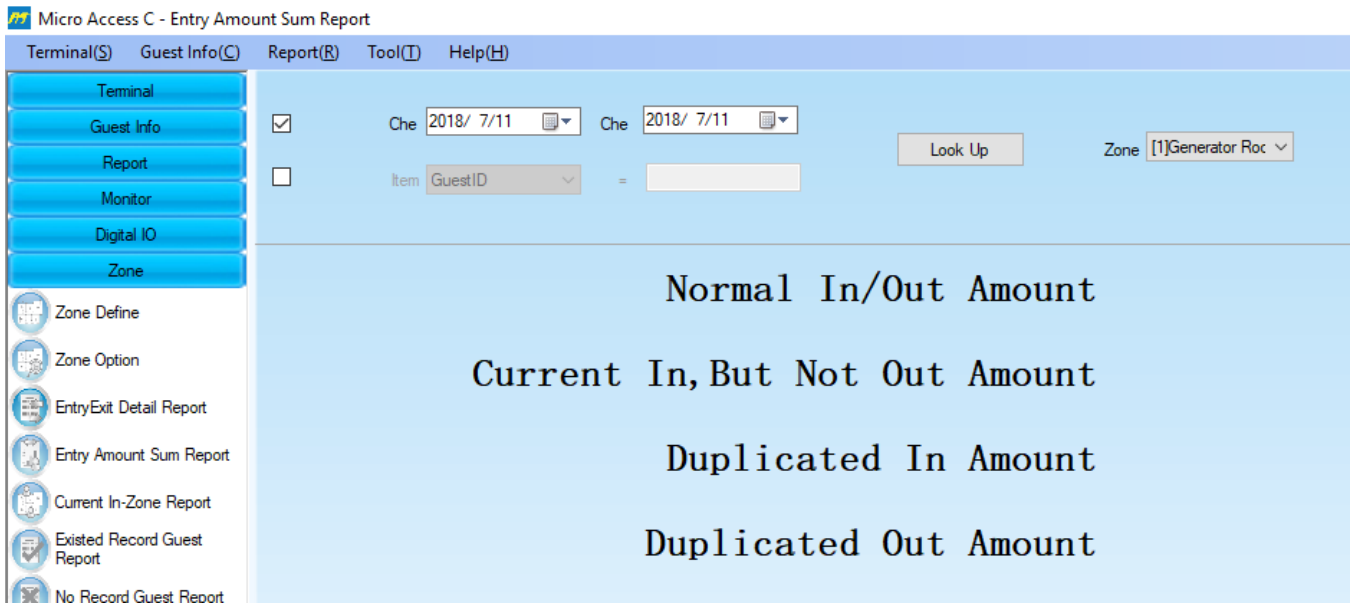 Micro Access C - Entry Amount Sum Report
Terminal(S) Guest Info(C) Report(R) Tool(T) Help(H)
Terminal
Guest Info
Report
Monitor
Digital IO
Zone
Zone Define
Zone Option
EntryExit Detail Report
Entry Amount Sum Report
Current In-Zone Report
Existed Record Guest
Report
No Record Guest Report
Che 2018/ 7/11 Che 2018/ 7/11
Look Up
Zone [1]Generator Roc
Item GuestID =
Normal In/Out Amount
Current In,But Not Out Amount
Duplicated In Amount
Duplicated Out Amount